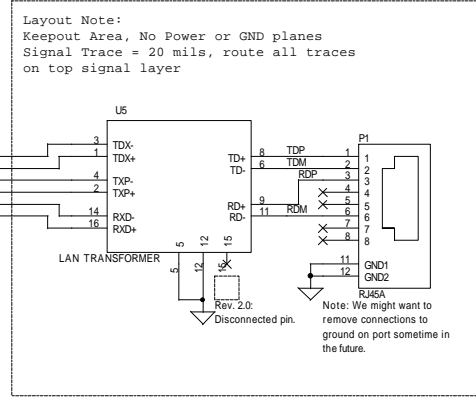 Layout Note:
Keepout Area, No Power or GND planes
Signal Trace = 20 mils, route all traces
on top signal layer
U5
P1
3 TDX-
1 TDX+
4 TXP-
2 TXP+
14 RXD-
16 RXD+
TD+ 8 TDP 1 1
TD- 6 TDM 2 2
RDP 3 3
4 4
RD+ 9 5 5
RD- 11 RDM 6 6
7 7
8 8
5 12 15
5 12 15
LAN TRANSFORMER
11 GND1
12 GND2
RJ45A
Rev. 2.0:
Disconnected pin.
Note: We might want to
remove connections to
ground on port sometime in
the future.